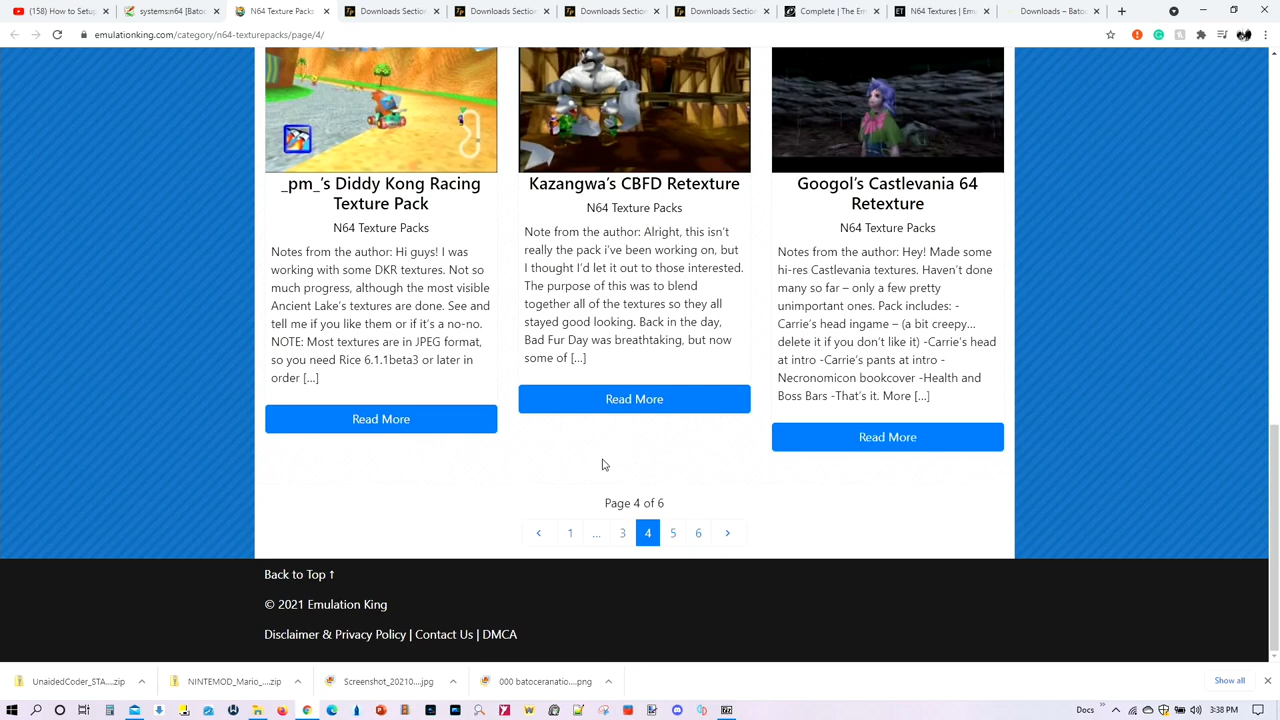 (158) How to Setup
systems:n64 [Batoc
N64 Texture Packs
Downloads Section
Downloads Section
Downloads Section
Downloads Section
Complete | The Em
N64 Textures | Emu
Downloads – Batoc
emulationking.com/category/n64-texturepacks/page/4/
_pm_'s Diddy Kong Racing
Texture Pack
N64 Texture Packs
Notes from the author: Hi guys! I was
working with some DKR textures. Not so
much progress, although the most visible
Ancient Lake's textures are done. See and
tell me if you like them or if it's a no-no.
NOTE: Most textures are in JPEG format,
so you need Rice 6.1.1beta3 or later in
order [...]
Read More
Kazangwa's CBFD Retexture
N64 Texture Packs
Note from the author: Alright, this isn't
really the pack i've been working on, but
I thought I'd let it out to those interested.
The purpose of this was to blend
together all of the textures so they all
stayed good looking. Back in the day,
Bad Fur Day was breathtaking, but now
some of [...]
Read More
Googol's Castlevania 64
Retexture
N64 Texture Packs
Notes from the author: Hey! Made some
hi-res Castlevania textures. Haven't done
many so far – only a few pretty
unimportant ones. Pack includes: -
Carrie's head ingame – (a bit creepy...
delete it if you don't like it) -Carrie's head
at intro -Carrie's pants at intro -
Necronomicon bookcover -Health and
Boss Bars -That's it. More [...]
Read More
Page 4 of 6
‹ 1 ... 3 4 5 6 ›
Back to Top ↑
© 2021 Emulation King
Disclaimer & Privacy Policy | Contact Us | DMCA
UnaidedCoder_STA....zip
NINTEMOD_Mario_....zip
Screenshot_20210....jpg
000 batoceranatio....png
Show all
Docs
3:38 PM